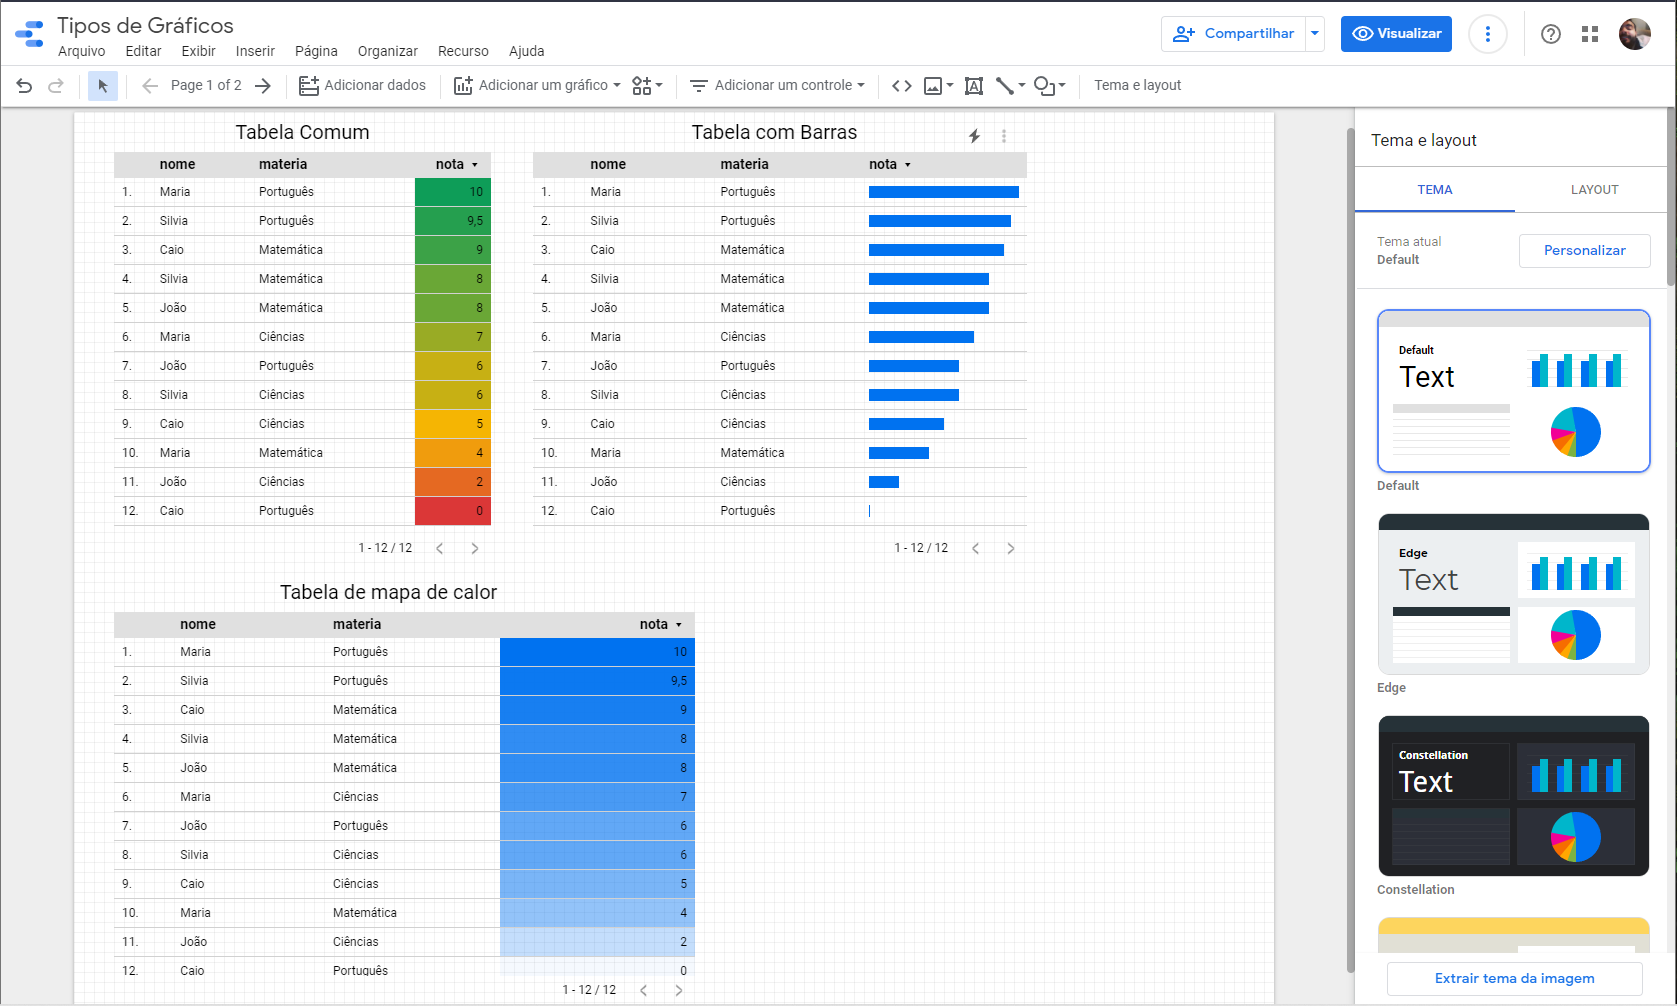 Tipos de Gráficos
Arquivo Editar Exibir Inserir Página Organizar Recurso Ajuda
Compartilhar
Visualizar
Page 1 of 2 Adicionar dados Adicionar um gráfico Adicionar um controle Tema e layout
Tabela Comum
nome materia nota
1. Maria Português 10
2. Silvia Português 9,5
3. Caio Matemática 9
4. Silvia Matemática 8
5. João Matemática 8
6. Maria Ciências 7
7. João Português 6
8. Silvia Ciências 6
9. Caio Ciências 5
10. Maria Matemática 4
11. João Ciências 2
12. Caio Português 0
1 - 12 / 12
Tabela com Barras
nome materia nota
1. Maria Português
2. Silvia Português
3. Caio Matemática
4. Silvia Matemática
5. João Matemática
6. Maria Ciências
7. João Português
8. Silvia Ciências
9. Caio Ciências
10. Maria Matemática
11. João Ciências
12. Caio Português
1 - 12 / 12
Tabela de mapa de calor
nome materia nota
1. Maria Português 10
2. Silvia Português 9,5
3. Caio Matemática 9
4. Silvia Matemática 8
5. João Matemática 8
6. Maria Ciências 7
7. João Português 6
8. Silvia Ciências 6
9. Caio Ciências 5
10. Maria Matemática 4
11. João Ciências 2
12. Caio Português 0
1 - 12 / 12
Tema e layout
TEMA LAYOUT
Tema atual
Default
Personalizar
Default
Text
Default
Edge
Text
Edge
Constellation
Text
Constellation
Extrair tema da imagem